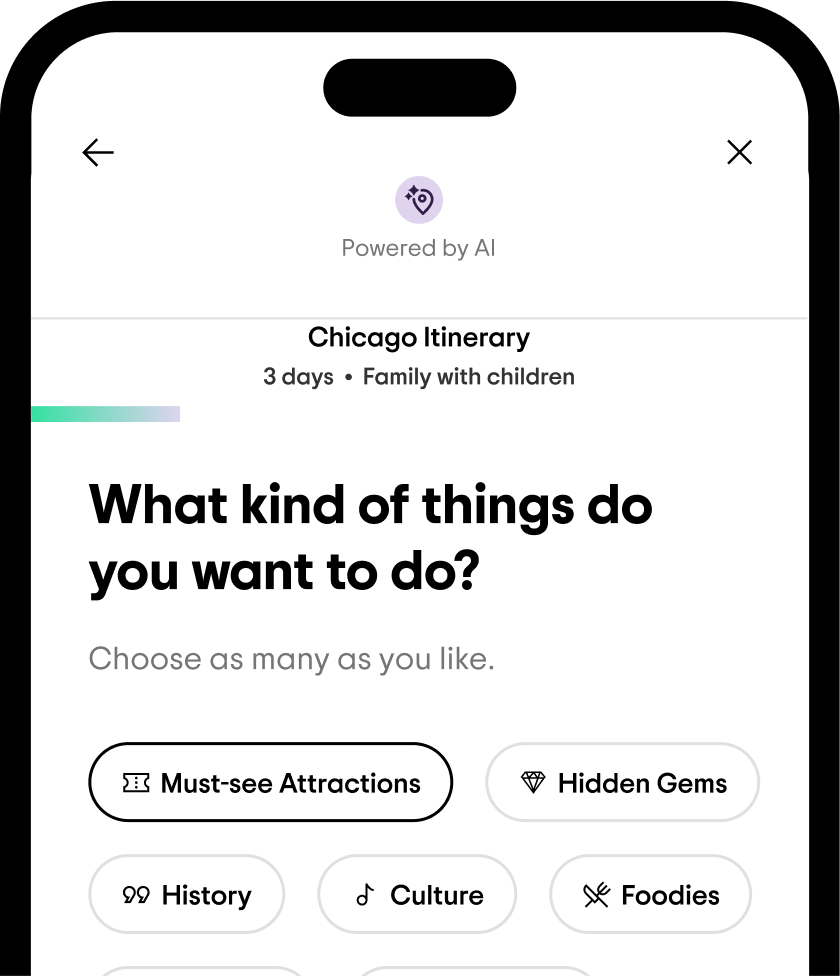 Powered by AI
Chicago Itinerary
3 days • Family with children
What kind of things do
you want to do?
Choose as many as you like.
Must-see Attractions
Hidden Gems
History
Culture
Foodies